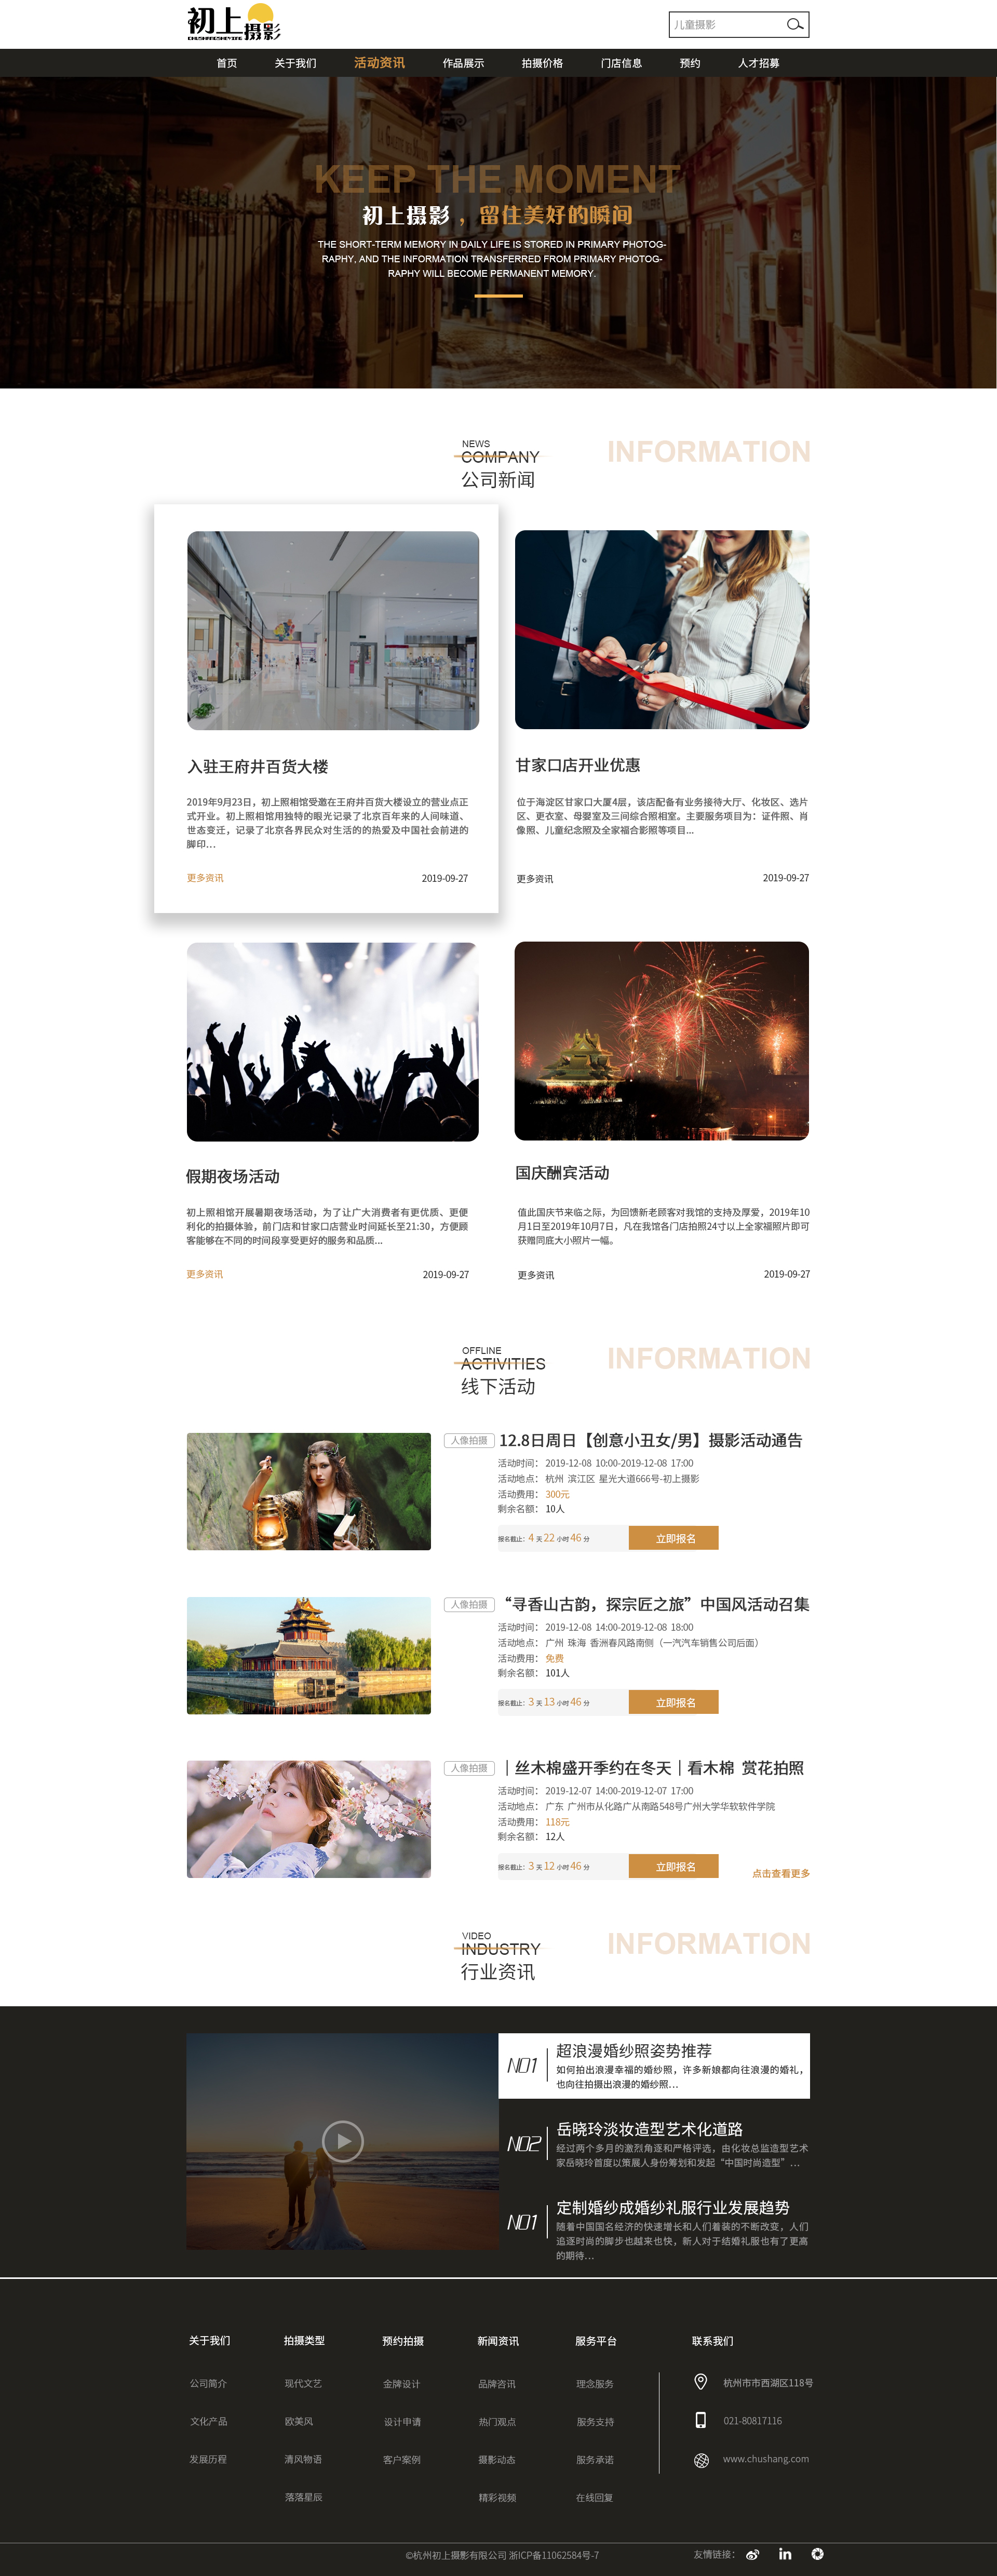 初上摄影
儿童摄影
首页 关于我们 活动资讯 作品展示 拍摄价格 门店信息 预约 人才招募
KEEP THE MOMENT
初上摄影，留住美好的瞬间
THE SHORT-TERM MEMORY IN DAILY LIFE IS STORED IN PRIMARY PHOTOG-
RAPHY, AND THE INFORMATION TRANSFERRED FROM PRIMARY PHOTOG-
RAPHY WILL BECOME PERMANENT MEMORY.
NEWS
COMPANY
公司新闻
INFORMATION
入驻王府井百货大楼
2019年9月23日，初上照相馆受邀在王府井百货大楼设立的营业点正
式开业。初上照相馆用独特的眼光记录了北京百年来的人间味道、
世态变迁，记录了北京各界民众对生活的的热爱及中国社会前进的
脚印...
更多资讯 2019-09-27
甘家口店开业优惠
位于海淀区甘家口大厦4层，该店配备有业务接待大厅、化妆区、选片
区、更衣室、母婴室及三间综合照相室。主要服务项目为：证件照、肖
像照、儿童纪念照及全家福合影照等项目...
更多资讯 2019-09-27
假期夜场活动
初上照相馆开展暑期夜场活动，为了让广大消费者有更优质、更便
利化的拍摄体验，前门店和甘家口店营业时间延长至21:30，方便顾
客能够在不同的时间段享受更好的服务和品质...
更多资讯 2019-09-27
国庆酬宾活动
值此国庆节来临之际，为回馈新老顾客对我馆的支持及厚爱，2019年10
月1日至2019年10月7日，凡在我馆各门店拍照24寸以上全家福照片即可
获赠同底大小照片一幅。
更多资讯 2019-09-27
OFFLINE
ACTIVITIES
线下活动
INFORMATION
人像拍摄 12.8日周日【创意小丑女/男】摄影活动通告
活动时间： 2019-12-08 10:00-2019-12-08 17:00
活动地点： 杭州 滨江区 星光大道666号-初上摄影
活动费用： 300元
剩余名额： 10人
报名截止：4 天 22 小时 46 分 立即报名
人像拍摄 “寻香山古韵，探宗匠之旅”中国风活动召集
活动时间： 2019-12-08 14:00-2019-12-08 18:00
活动地点： 广州 珠海 香洲春风路南侧（一汽汽车销售公司后面）
活动费用： 免费
剩余名额： 101人
报名截止：3 天 13 小时 46 分 立即报名
人像拍摄 ｜丝木棉盛开季约在冬天｜看木棉 赏花拍照
活动时间： 2019-12-07 14:00-2019-12-07 17:00
活动地点： 广东 广州市从化路广从南路548号广州大学华软软件学院
活动费用： 118元
剩余名额： 12人
报名截止：3 天 12 小时 46 分 立即报名
点击查看更多
VIDEO
INDUSTRY
行业资讯
INFORMATION
NO1
超浪漫婚纱照姿势推荐
如何拍出浪漫幸福的婚纱照，许多新娘都向往浪漫的婚礼，
也向往拍摄出浪漫的婚纱照...
NO2
岳晓玲淡妆造型艺术化道路
经过两个多月的激烈角逐和严格评选，由化妆总监造型艺术
家岳晓玲首度以策展人身份筹划和发起“中国时尚造型”...
NO1
定制婚纱成婚纱礼服行业发展趋势
随着中国国名经济的快速增长和人们着装的不断改变，人们
追逐时尚的脚步也越来也快，新人对于结婚礼服也有了更高
的期待...
关于我们 拍摄类型 预约拍摄 新闻资讯 服务平台 联系我们
公司简介 现代文艺 金牌设计 品牌咨讯 理念服务 杭州市市西湖区118号
文化产品 欧美风 设计申请 热门观点 服务支持 021-80817116
发展历程 清风物语 客户案例 摄影动态 服务承诺 www.chushang.com
落落星辰 精彩视频 在线回复
©杭州初上摄影有限公司 浙ICP备11062584号-7
友情链接：